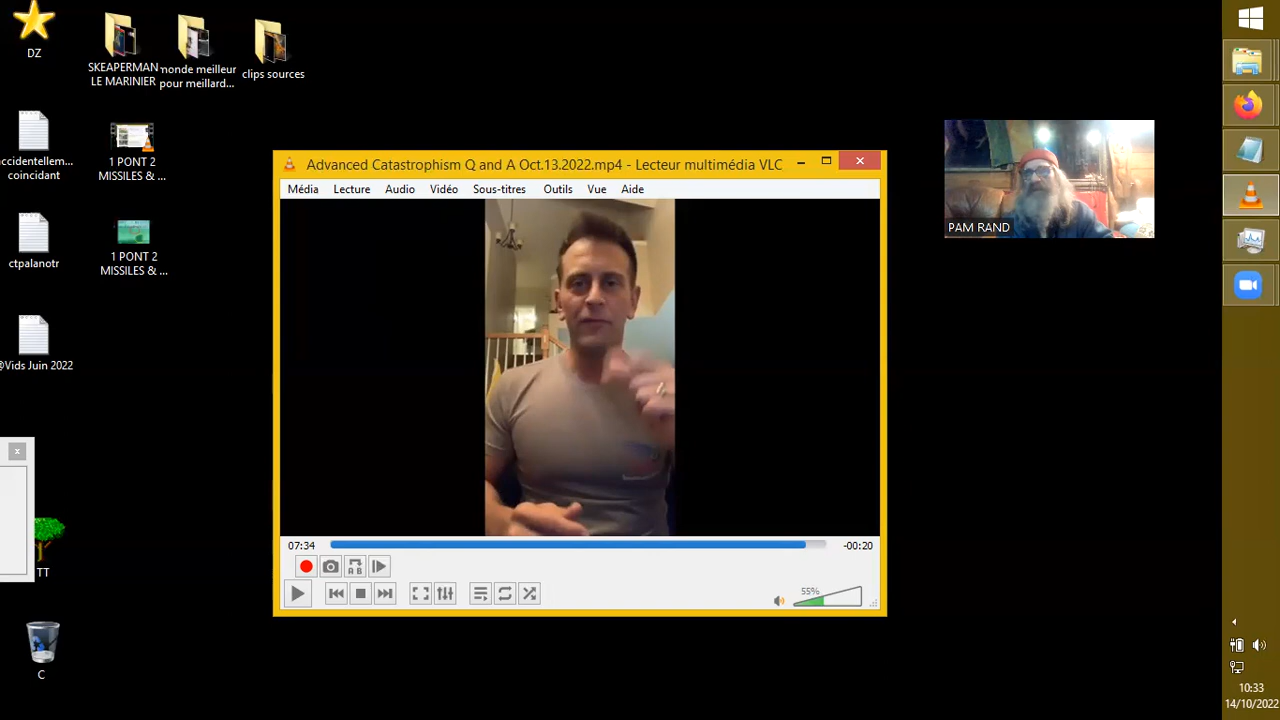 DZ
SKEAPERMAN
LE MARINIER
monde meilleur
pour meillard...
clips sources
ccidentellem...
coincidant
1 PONT 2
MISSILES & ...
ctpalanotr
1 PONT 2
MISSILES & ...
@Vids Juin 2022
TT
C
Advanced Catastrophism Q and A Oct.13.2022.mp4 - Lecteur multimédia VLC
Média Lecture Audio Vidéo Sous-titres Outils Vue Aide
07:34
-00:20
A B
55%
PAM RAND
10:33
14/10/2022